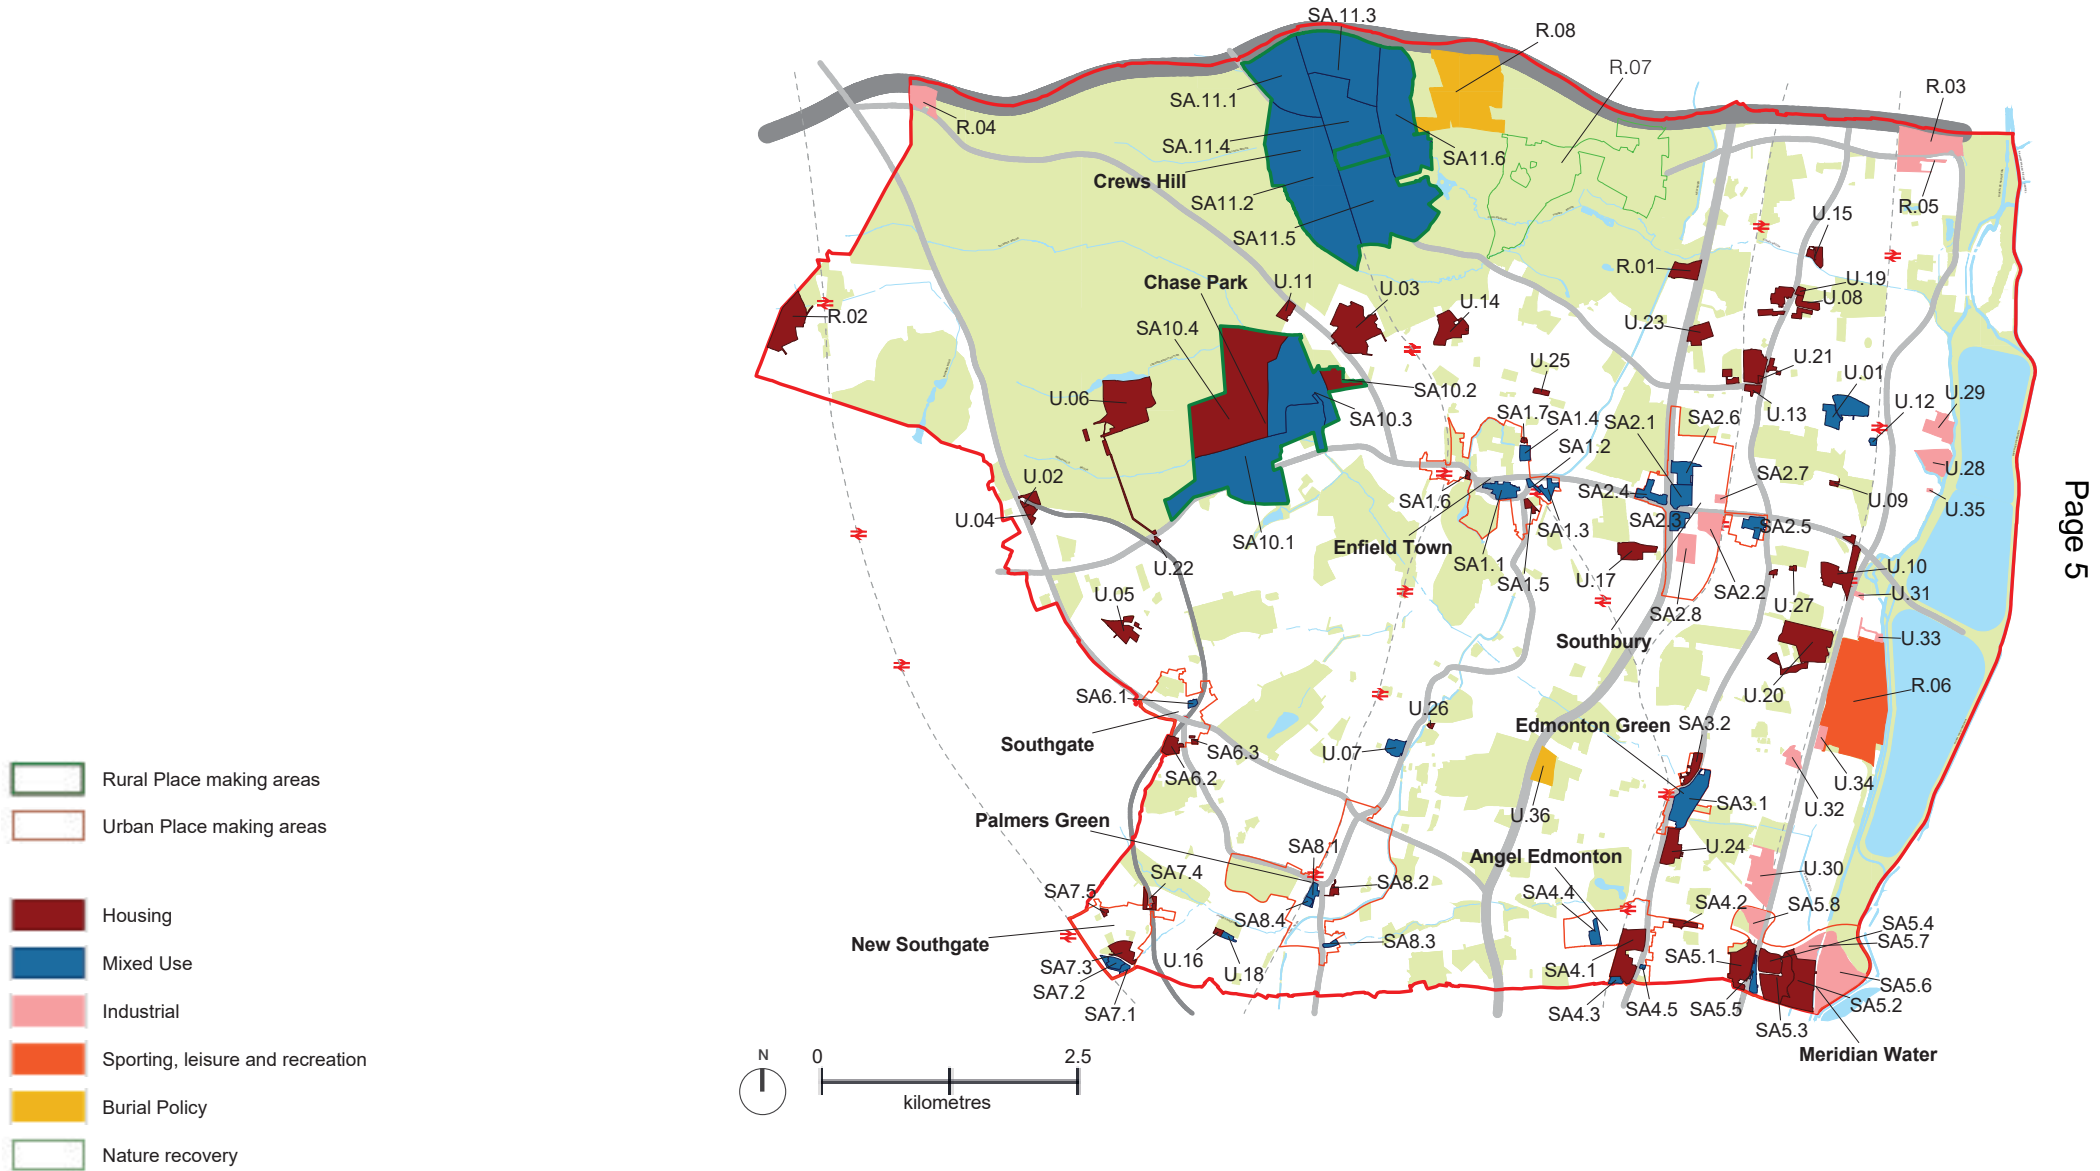 SA.11.3
R.08
R.07
R.03
SA.11.1
R.04
SA.11.4
SA11.6
Crews Hill
SA11.2
R.05
U.15
SA11.5
R.01
Chase Park
U.11
U.03
U.19
U.08
U.14
R.02
SA10.4
U.23
U.25
U.21
U.01
U.06
SA10.2
U.29
U.12
SA10.3
SA1.7
SA1.4
SA2.1
SA2.6
U.13
SA1.2
U.28
U.02
SA2.7
SA2.4
SA1.6
U.09
U.35
U.04
SA2.3
SA2.5
SA1.3
SA10.1
Enfield Town
SA1.1
U.22
U.17
SA1.5
SA2.2
U.10
U.05
U.31
U.27
SA2.8
Southbury
U.33
R.06
SA6.1
U.20
U.26
Edmonton Green
SA3.2
Southgate
SA6.3
U.07
SA6.2
U.34
SA3.1
U.32
U.36
Palmers Green
SA8.1
U.24
Angel Edmonton
U.30
SA7.4
SA8.2
SA7.5
SA4.4
SA4.2
SA5.8
SA8.4
SA5.4
SA5.7
New Southgate
SA8.3
U.16
SA5.1
SA7.3
SA4.1
U.18
SA5.6
SA7.2
SA5.2
SA7.1
SA4.3
SA4.5
SA5.5
SA5.3
Meridian Water
Page 5
Rural Place making areas
Urban Place making areas
Housing
Mixed Use
Industrial
Sporting, leisure and recreation
Burial Policy
Nature recovery
N
0
2.5
kilometres